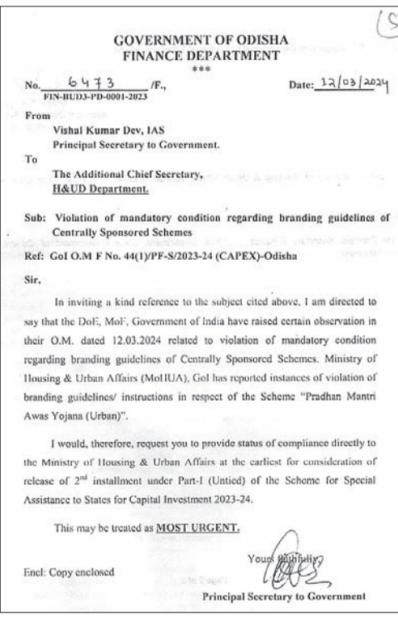 GOVERNMENT OF ODISHA
FINANCE DEPARTMENT
***
No. 6473 /F.,
Date: 12/03/2024
FIN-BUD3-PD-0001-2023
From
Vishal Kumar Dev, IAS
Principal Secretary to Government.
To
The Additional Chief Secretary,
H&UD Department.
Sub: Violation of mandatory condition regarding branding guidelines of
Centrally Sponsored Schemes
Ref: GoI O.M F No. 44(1)/PF-S/2023-24 (CAPEX)-Odisha
Sir,
In inviting a kind reference to the subject cited above, I am directed to
say that the DoE, MoF, Government of India have raised certain observation in
their O.M. dated 12.03.2024 related to violation of mandatory condition
regarding branding guidelines of Centrally Sponsored Schemes. Ministry of
Housing & Urban Affairs (MoHUA), GoI has reported instances of violation of
branding guidelines/ instructions in respect of the Scheme "Pradhan Mantri
Awas Yojana (Urban)".
I would, therefore, request you to provide status of compliance directly to
the Ministry of Housing & Urban Affairs at the earliest for consideration of
release of 2nd installment under Part-I (Untied) of the Scheme for Special
Assistance to States for Capital Investment 2023-24.
This may be treated as MOST URGENT.
Yours faithfully,
Encl: Copy enclosed
Principal Secretary to Government